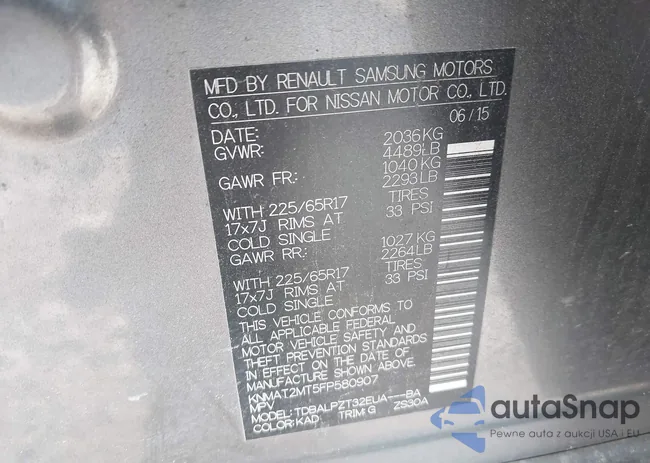 MFD BY RENAULT SAMSUNG MOTORS
CO., LTD. FOR NISSAN MOTOR CO., LTD.
DATE: 06/15
GVWR: 2036KG
4489LB
GAWR FR: 1040 KG
2293 LB
WITH 225/65R17 TIRES
17x7J RIMS AT 33 PSI
COLD SINGLE
GAWR RR: 1027 KG
2264LB
WITH 225/65R17 TIRES
17x7J RIMS AT 33 PSI
COLD SINGLE
THIS VEHICLE CONFORMS TO
ALL APPLICABLE FEDERAL
MOTOR VEHICLE SAFETY AND
THEFT PREVENTION STANDARDS
IN EFFECT ON THE DATE OF
MANUFACTURE SHOWN ABOVE.
KNMAT2MT5FP580907
MPV
MODEL: TDBALPZT32EUA---BA
COLOR: KAD TRIM: G ZS30A
autoSnap
Pewne auta z aukcji USA i EU